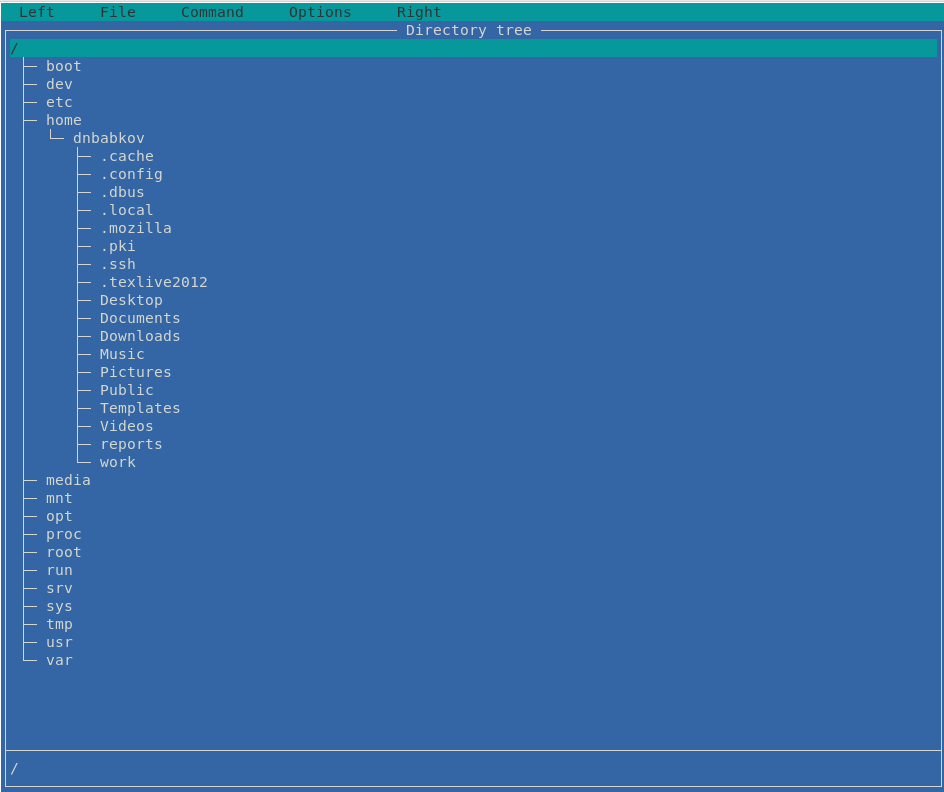 Left File Command Options Right
Directory tree
/
boot
dev
etc
home
dnbabkov
.cache
.config
.dbus
.local
.mozilla
.pki
.ssh
.texlive2012
Desktop
Documents
Downloads
Music
Pictures
Public
Templates
Videos
reports
work
media
mnt
opt
proc
root
run
srv
sys
tmp
usr
var
/